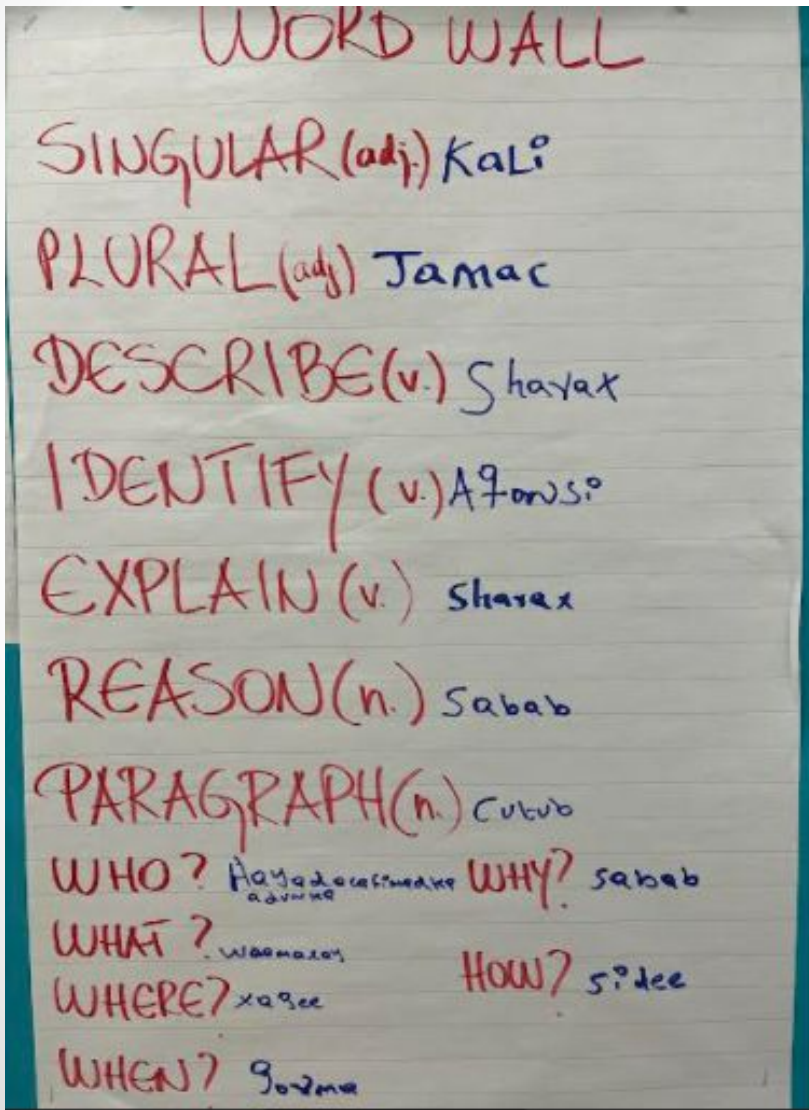 WORD WALL
SINGULAR (adj.) Kali
PLURAL (adj) Jamac
DESCRIBE (v.) Sharax
IDENTIFY (v.)
EXPLAIN (v.) Sharax
REASON (n.) Sabab
PARAGRAPH (n.) Cutub
WHO? WHY? sabab
WHAT? waamaxay
HOW? sidee
WHERE? xagee
WHEN? goorma